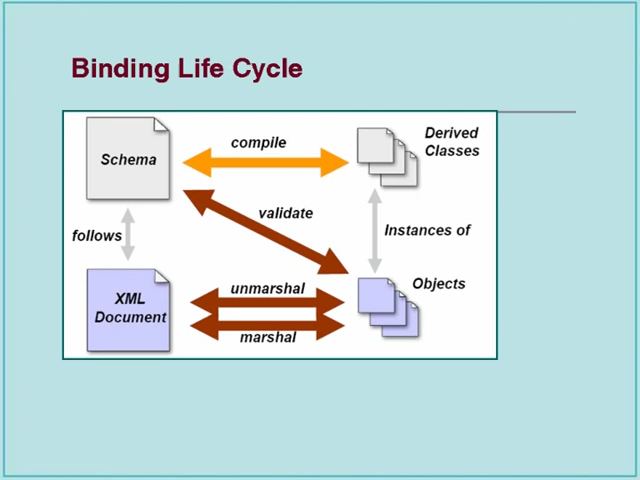 Binding Life Cycle
Schema
compile
Derived
Classes
validate
follows
Instances of
XML
Document
unmarshal
marshal
Objects